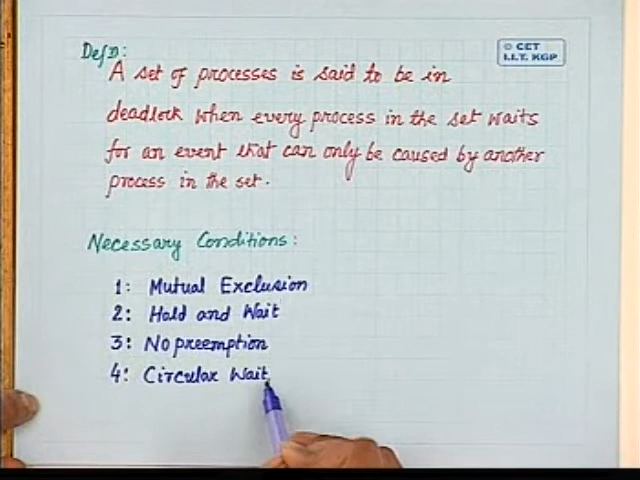 Defn:
© CET
I.I.T. KGP
A set of processes is said to be in
deadlock when every process in the set waits
for an event that can only be caused by another
process in the set.
Necessary Conditions:
1: Mutual Exclusion
2: Hold and Wait
3: No preemption
4: Circular Wait